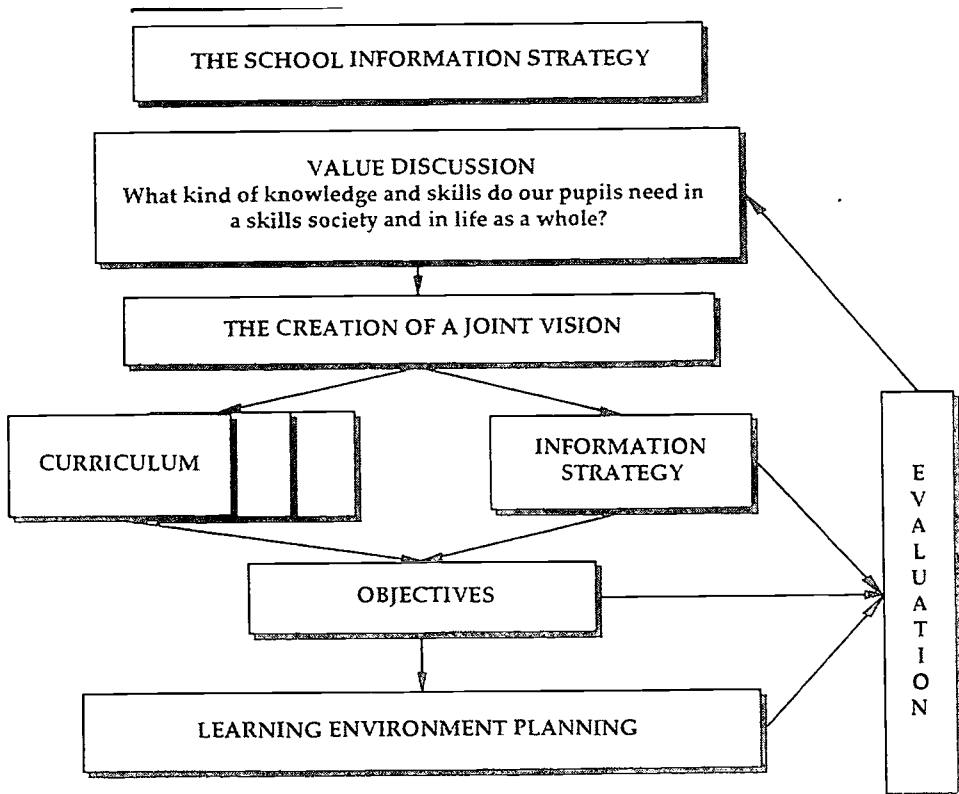 THE SCHOOL INFORMATION STRATEGY
VALUE DISCUSSION
What kind of knowledge and skills do our pupils need in
a skills society and in life as a whole?
THE CREATION OF A JOINT VISION
CURRICULUM
INFORMATION
STRATEGY
OBJECTIVES
LEARNING ENVIRONMENT PLANNING
EVALUATION